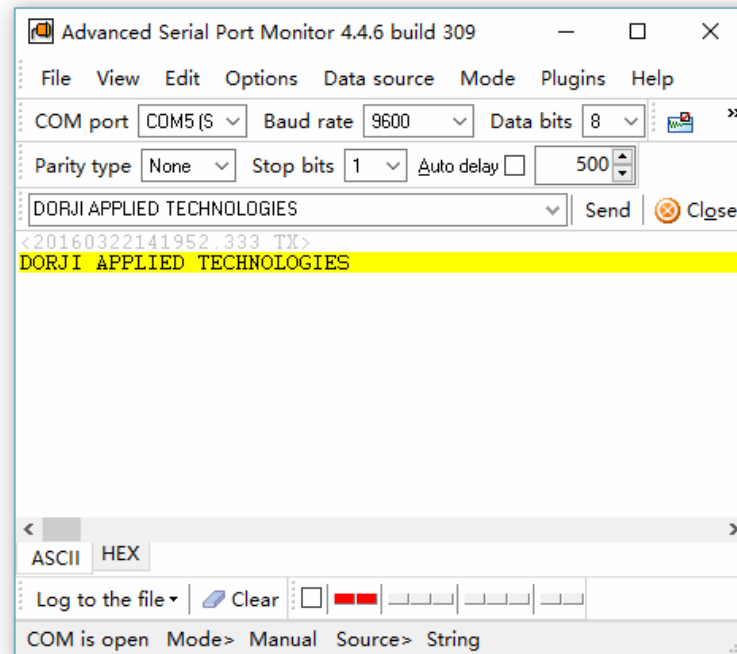 Advanced Serial Port Monitor 4.4.6 build 309
File View Edit Options Data source Mode Plugins Help
COM port COM5 (S Baud rate 9600 Data bits 8 »
Parity type None Stop bits 1 Auto delay 500
DORJI APPLIED TECHNOLOGIES Send Close
<20160322141952.333 TX>
DORJI APPLIED TECHNOLOGIES
ASCII HEX
Log to the file Clear
COM is open Mode> Manual Source> String